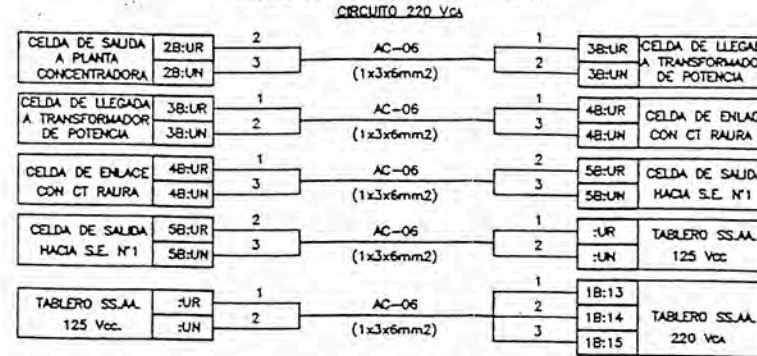 CIRCUITO 220 VCA
CELDA DE SALIDA A PLANTA CONCENTRADORA 2B:UR 2B:UN 2 3 AC-06 (1x3x6mm2) 1 2 3B:UR 3B:UN CELDA DE LLEGAD A TRANSFORMADO DE POTENCIA
CELDA DE LLEGADA A TRANSFORMADOR DE POTENCIA 3B:UR 3B:UN 1 2 AC-06 (1x3x6mm2) 1 3 4B:UR 4B:UN CELDA DE ENLAC CON CT RAURA
CELDA DE ENLACE CON CT RAURA 4B:UR 4B:UN 1 3 AC-06 (1x3x6mm2) 2 3 5B:UR 5B:UN CELDA DE SALIDA HACIA S.E. N°1
CELDA DE SALIDA HACIA S.E. N°1 5B:UR 5B:UN 2 3 AC-06 (1x3x6mm2) 1 2 :UR :UN TABLERO SS.AA. 125 Vcc
TABLERO SS.AA. 125 Vcc. :UR :UN 1 2 AC-06 (1x3x6mm2) 1 2 3 1B:13 1B:14 1B:15 TABLERO SS.AA. 220 VCA